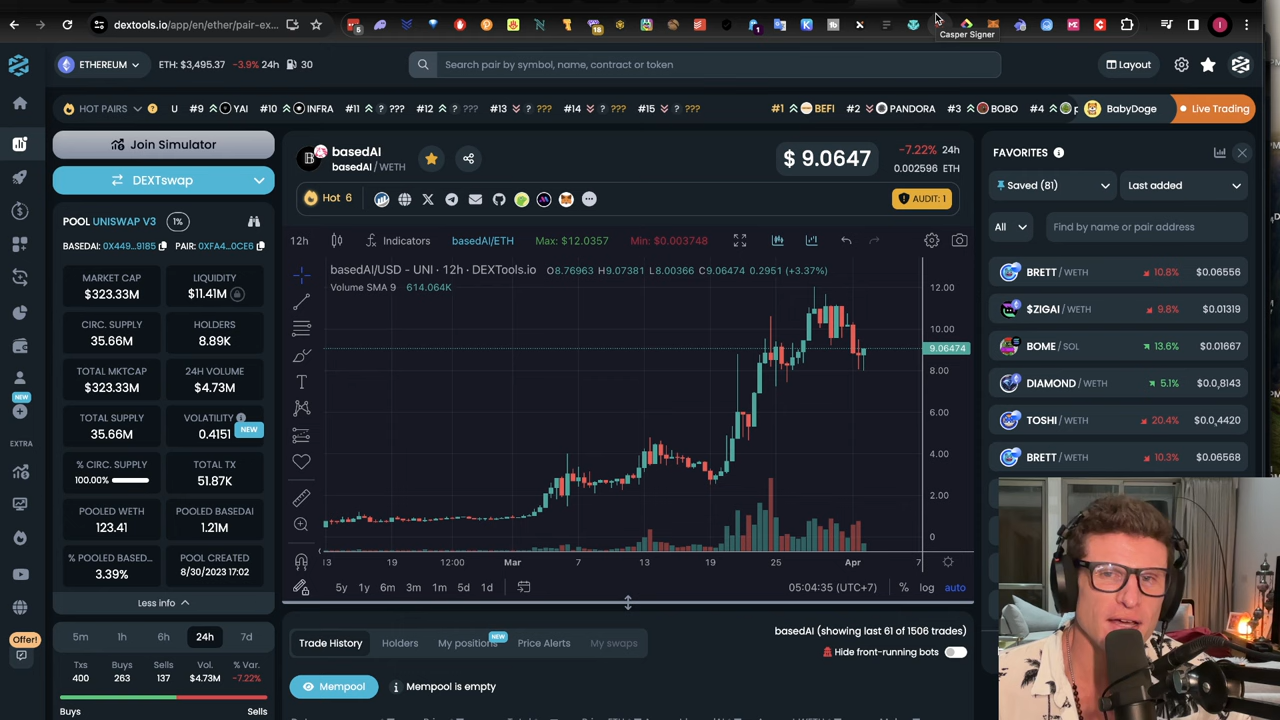 dextools.io/app/en/ether/pair-ex...
5
18
1
Casper Signer
ETHEREUM
ETH: $3,495.37 -3.9% 24h 30
Search pair by symbol, name, contract or token
Layout
HOT PAIRS
U #9 YAI #10 INFRA #11 ??? #12 ? ??? #13 ? ??? #14 ? ??? #15 ? ???
#1 BEFI #2 PANDORA #3 BOBO #4
BabyDoge
Live Trading
Join Simulator
DEXTswap
POOL UNISWAP V3 1%
BASEDAI: 0X449...9185 PAIR: 0XFA4...0CE6
MARKET CAP
$323.33M
LIQUIDITY
$11.41M
CIRC. SUPPLY
35.66M
HOLDERS
8.89K
TOTAL MKTCAP
$323.33M
24H VOLUME
$4.73M
TOTAL SUPPLY
35.66M
VOLATILITY
0.4151
NEW
% CIRC. SUPPLY
100.00%
TOTAL TX
51.87K
POOLED WETH
123.41
POOLED BASEDAI
1.21M
% POOLED BASED...
3.39%
POOL CREATED
8/30/2023 17:02
Less info
5m 1h 6h 24h 7d
Txs
400
Buys
263
Sells
137
Vol.
$4.73M
% Var.
-7.22%
Buys Sells
NEW
EXTRA
Offer!
basedAI
basedAI/WETH
$ 9.0647
-7.22% 24h
0.002596 ETH
Hot 6
AUDIT: 1
12h Indicators basedAI/ETH Max: $12.0357 Min: $0.003748
basedAI/USD - UNI · 12h · DEXTools.io O8.76963 H9.07381 L8.00366 C9.06474 0.2951 (+3.37%)
Volume SMA 9 614.064K
12.00
10.00
9.06474
8.00
6.00
4.00
2.00
0
13 19 12:00 Mar 7 13 19 25 Apr 7
5y 1y 6m 3m 1m 5d 1d
05:04:35 (UTC+7) % log auto
Trade History Holders My positions NEW Price Alerts My swaps
basedAI (showing last 61 of 1506 trades)
Hide front-running bots
Mempool
Mempool is empty
FAVORITES
Saved (81)
Last added
All
Find by name or pair address
BRETT / WETH 10.8% $0.06556
$ZIGAI / WETH 9.8% $0.01319
BOME / SOL 13.6% $0.01667
DIAMOND / WETH 5.1% $0.0₃8143
TOSHI / WETH 20.4% $0.0₃4420
BRETT / WETH 10.3% $0.06568